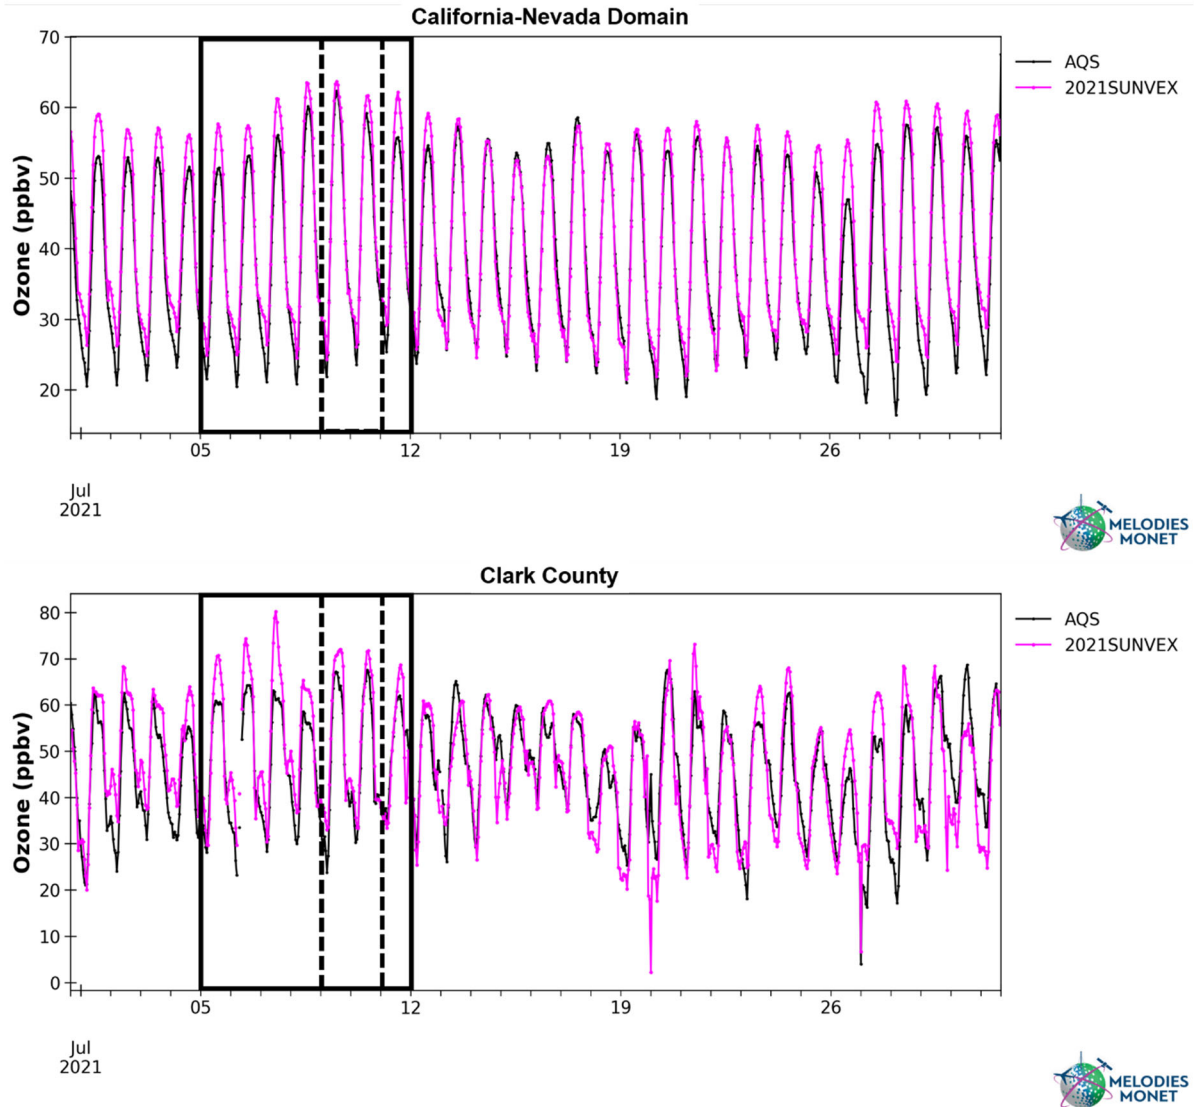 California-Nevada Domain
70
60
50
40
30
20
Ozone (ppbv)
AQS
2021SUNVEX
05
12
19
26
Jul
2021
MELODIES
MONET
Clark County
80
70
60
50
40
30
20
10
0
Ozone (ppbv)
AQS
2021SUNVEX
05
12
19
26
Jul
2021
MELODIES
MONET